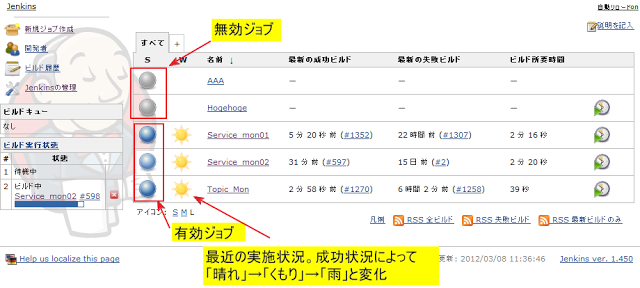 Jenkins
自動リロードON
新規ジョブ作成
開発者
ビルド履歴
Jenkinsの管理
ビルドキュー
なし
ビルド実行状態
# 状態
1 待機中
2 ビルド中
Service_mon02 #598
無効ジョブ
説明を記入
すべて +
S W 名前 ↓ 最新の成功ビルド 最新の失敗ビルド ビルド所要時間
AAA — — —
Hogehoge — — —
Service_mon01 5 分 20 秒 前 (#1352) 22 時間 前 (#1307) 2 分 16 秒
Service_mon02 31 分 前 (#597) 15 日 前 (#2) 2 分 20 秒
Topic_Mon 2 分 58 秒 前 (#1270) 6 時間 2 分 前 (#1258) 39 秒
アイコン: S M L
凡例 RSS 全ビルド RSS 失敗ビルド RSS 最新ビルドのみ
有効ジョブ
最近の実施状況。成功状況によって
「晴れ」→「くもり」→「雨」と変化
Help us localize this page
更新: 2012/03/08 11:36:46 Jenkins ver. 1.450